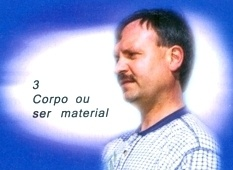 3
Corpo ou
ser material